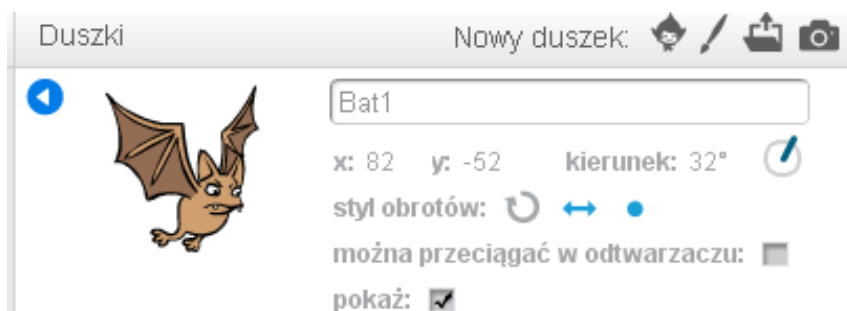 Duszki Nowy duszek:
Bat1
x: 82 y: -52 kierunek: 32°
styl obrotów:
można przeciągać w odtwarzaczu:
pokaż: